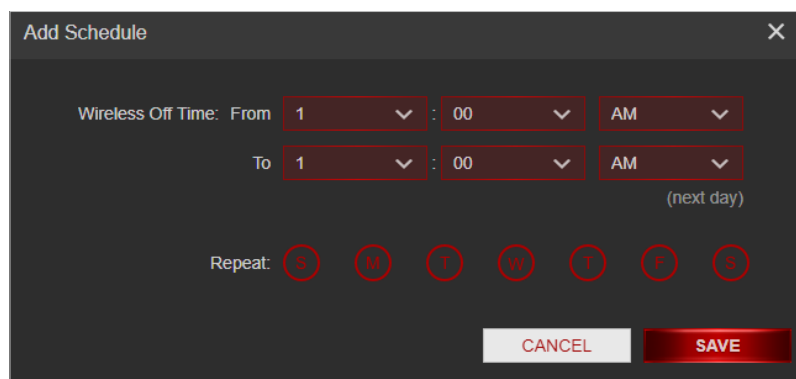 Add Schedule
Wireless Off Time: From 1 : 00 AM
To 1 : 00 AM
(next day)
Repeat: S M T W T F S
CANCEL SAVE